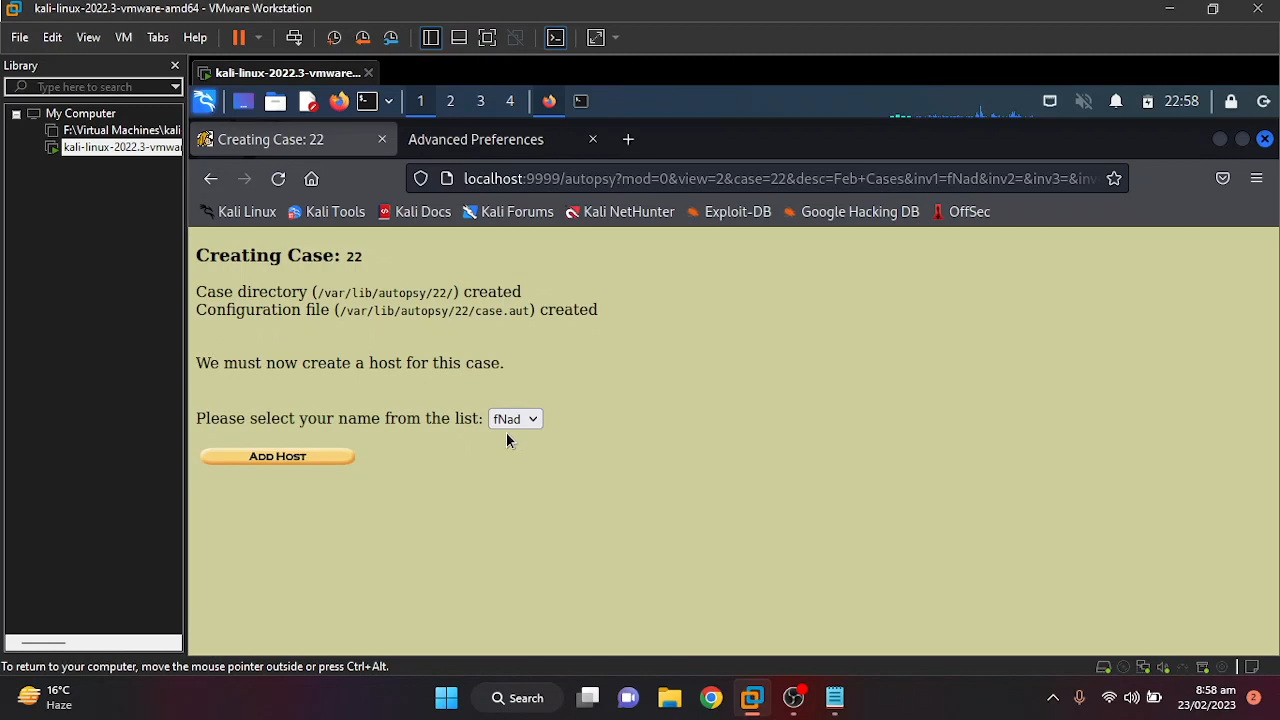 kali-linux-2022.3-vmware-amd64 - VMware Workstation
File Edit View VM Tabs Help
Library
Type here to search
My Computer
F:\Virtual Machines\kali
kali-linux-2022.3-vmwar
kali-linux-2022.3-vmware...
1 2 3 4
22:58
Creating Case: 22
Advanced Preferences
localhost:9999/autopsy?mod=0&view=2&case=22&desc=Feb+Cases&inv1=fNad&inv2=&inv3=&inv
Kali Linux Kali Tools Kali Docs Kali Forums Kali NetHunter Exploit-DB Google Hacking DB OffSec
Creating Case: 22
Case directory (/var/lib/autopsy/22/) created
Configuration file (/var/lib/autopsy/22/case.aut) created
We must now create a host for this case.
Please select your name from the list: fNad
ADD HOST
To return to your computer, move the mouse pointer outside or press Ctrl+Alt.
16°C
Haze
Search
8:58 am
23/02/2023
2